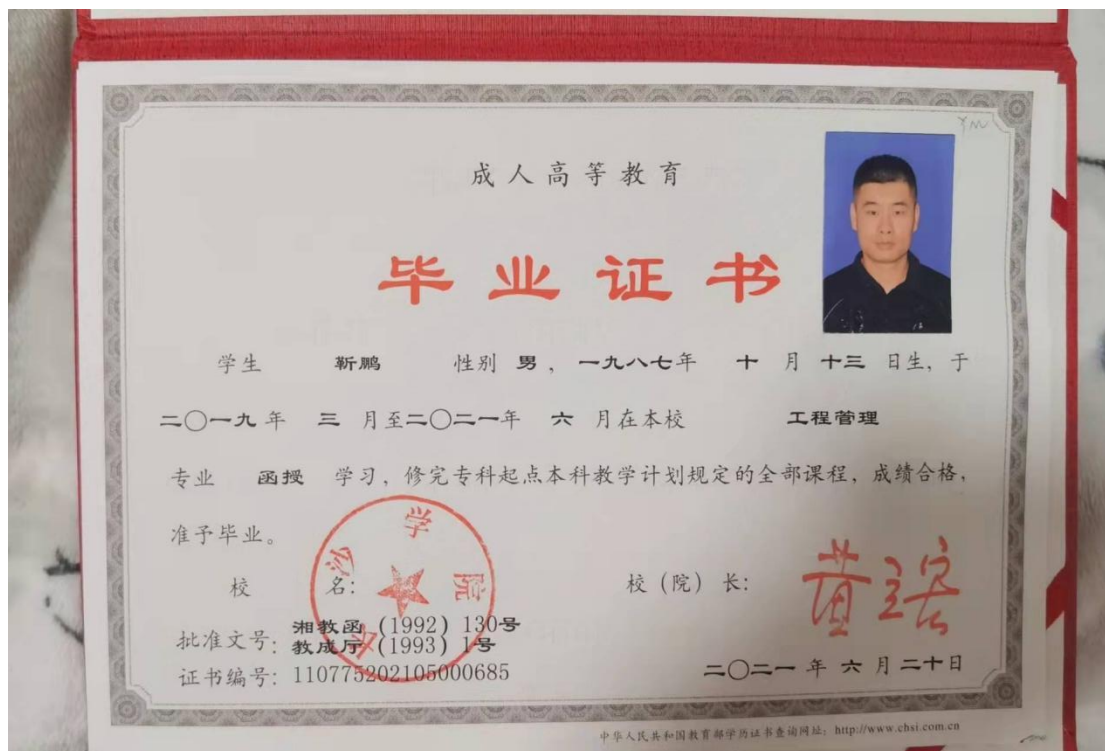 成人高等教育
毕业证书
学生 靳鹏 性别 男，一九八七年 十 月 十三 日生，于
二〇一九年 三 月至二〇二一年 六 月在本校 工程管理
专业 函授 学习，修完专科起点本科教学计划规定的全部课程，成绩合格，
准予毕业。
长沙学院
校 名： 校（院）长：
湘教函（1992）130号
批准文号：教成厅（1993）1号
证书编号：110775202105000685 二〇二一年 六 月二十日
中华人民共和国教育部学历证书查询网址：http://www.chsi.com.cn